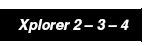 Xplorer 2 – 3 – 4